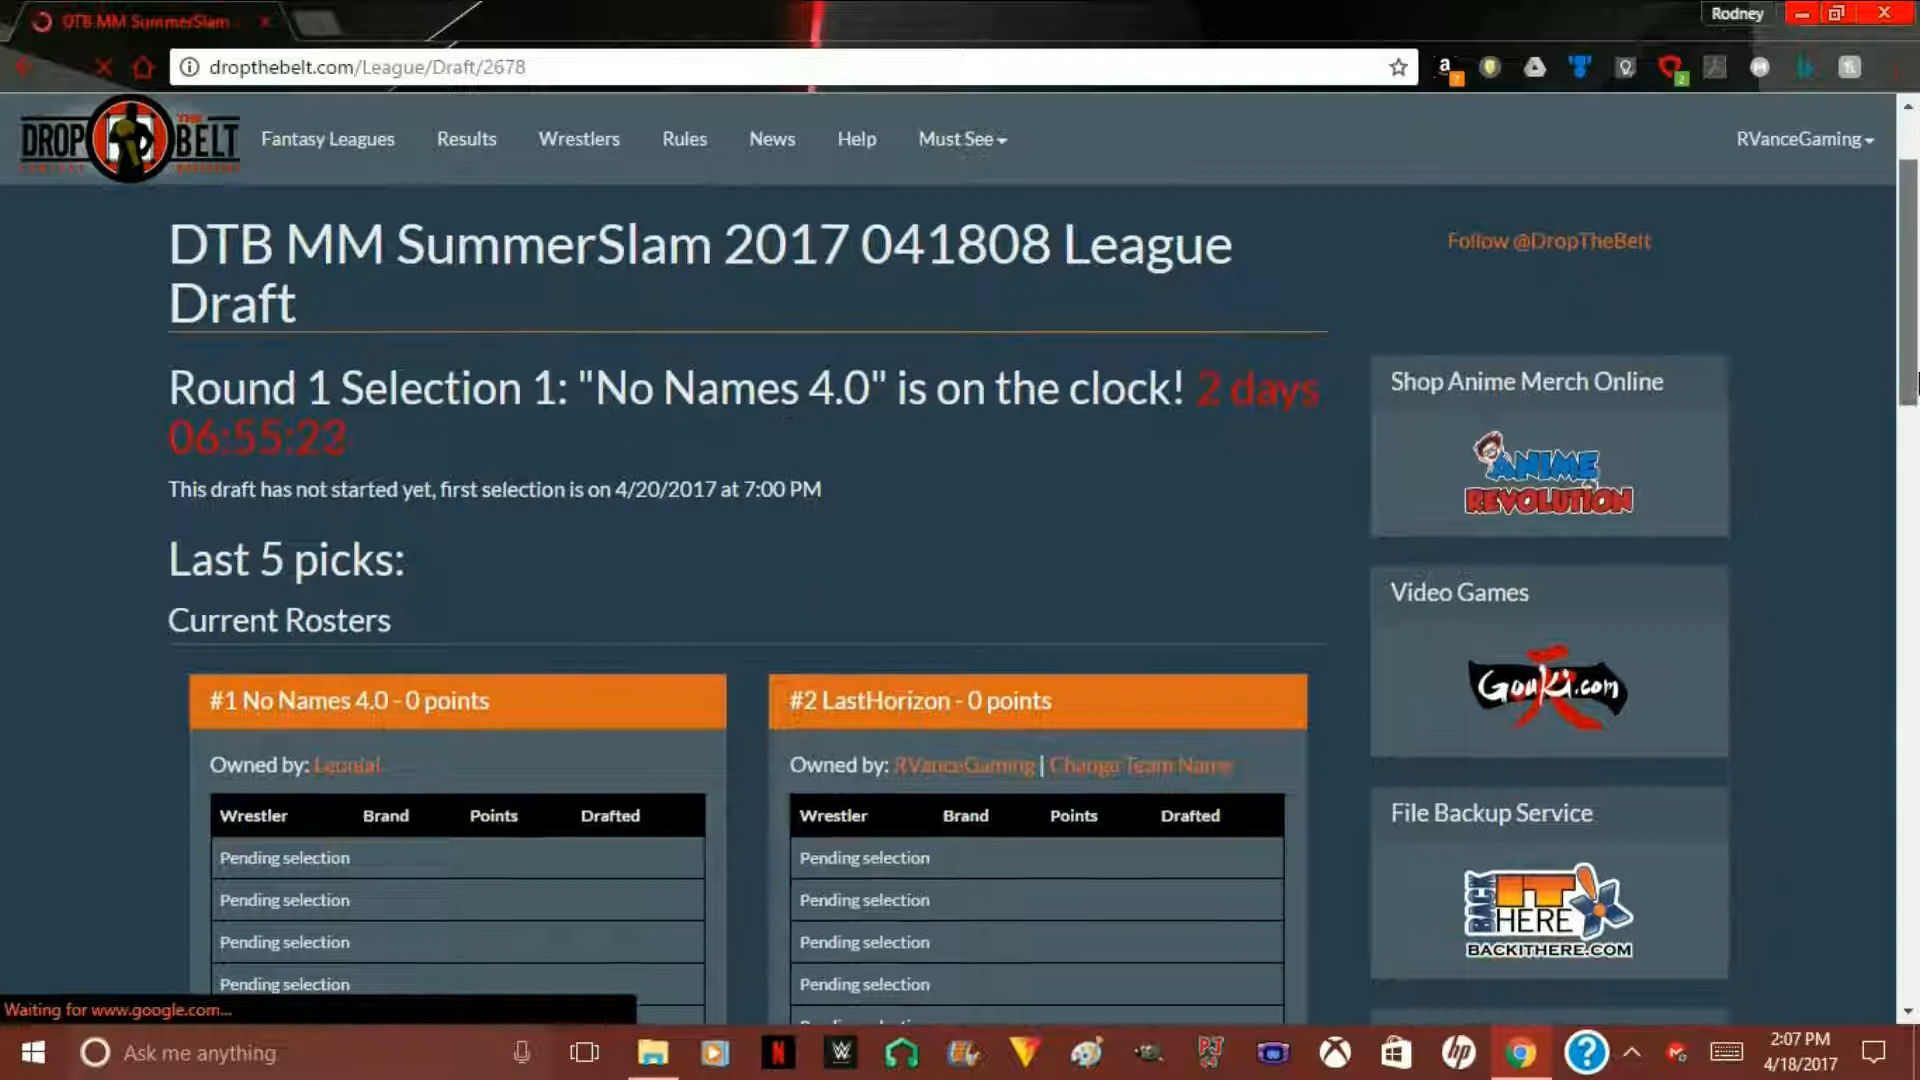 DTB MM SummerSlam
Rodney
dropthebelt.com/League/Draft/2678
DROP THE BELT
Fantasy Leagues
Results
Wrestlers
Rules
News
Help
Must See
RVanceGaming
DTB MM SummerSlam 2017 041808 League
Draft
Follow @DropTheBelt
Round 1 Selection 1: "No Names 4.0" is on the clock! 2 days
06:55:23
This draft has not started yet, first selection is on 4/20/2017 at 7:00 PM
Last 5 picks:
Current Rosters
#1 No Names 4.0 - 0 points
Owned by:
Wrestler Brand Points Drafted
Pending selection
Pending selection
Pending selection
Pending selection
#2 LastHorizon - 0 points
Owned by: RVanceGaming | Change Team Name
Wrestler Brand Points Drafted
Pending selection
Pending selection
Pending selection
Pending selection
Shop Anime Merch Online
ANIME
REVOLUTION
Video Games
Gouki.com
File Backup Service
BACK IT HERE
BACKITHERE.COM
Waiting for www.google.com...
Ask me anything
2:07 PM
4/18/2017